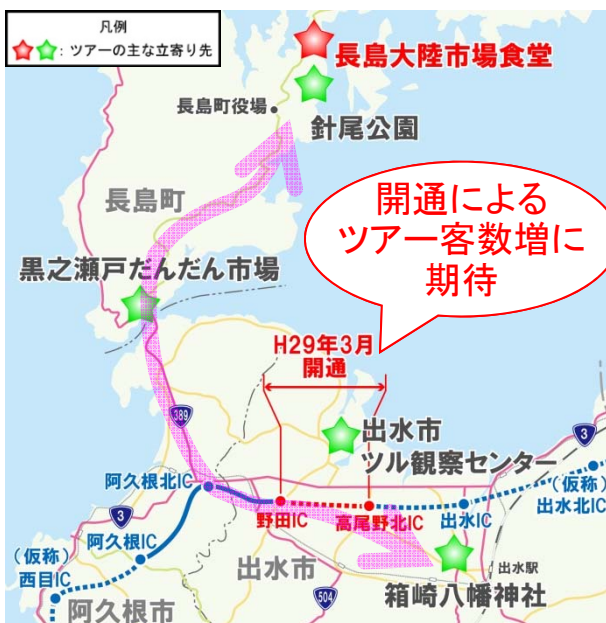 凡例
：ツアーの主な立寄り先
長島大陸市場食堂
長島町役場
針尾公園
開通による
ツアー客数増に
期待
長島町
黒之瀬戸だんだん市場
H29年3月
開通
389
出水市
ツル観察センター
3
阿久根北IC
野田IC
高尾野北IC
出水IC
(仮称)
出水北IC
3
阿久根IC
(仮称)
西目IC
出水市
出水駅
箱崎八幡神社
504
阿久根市